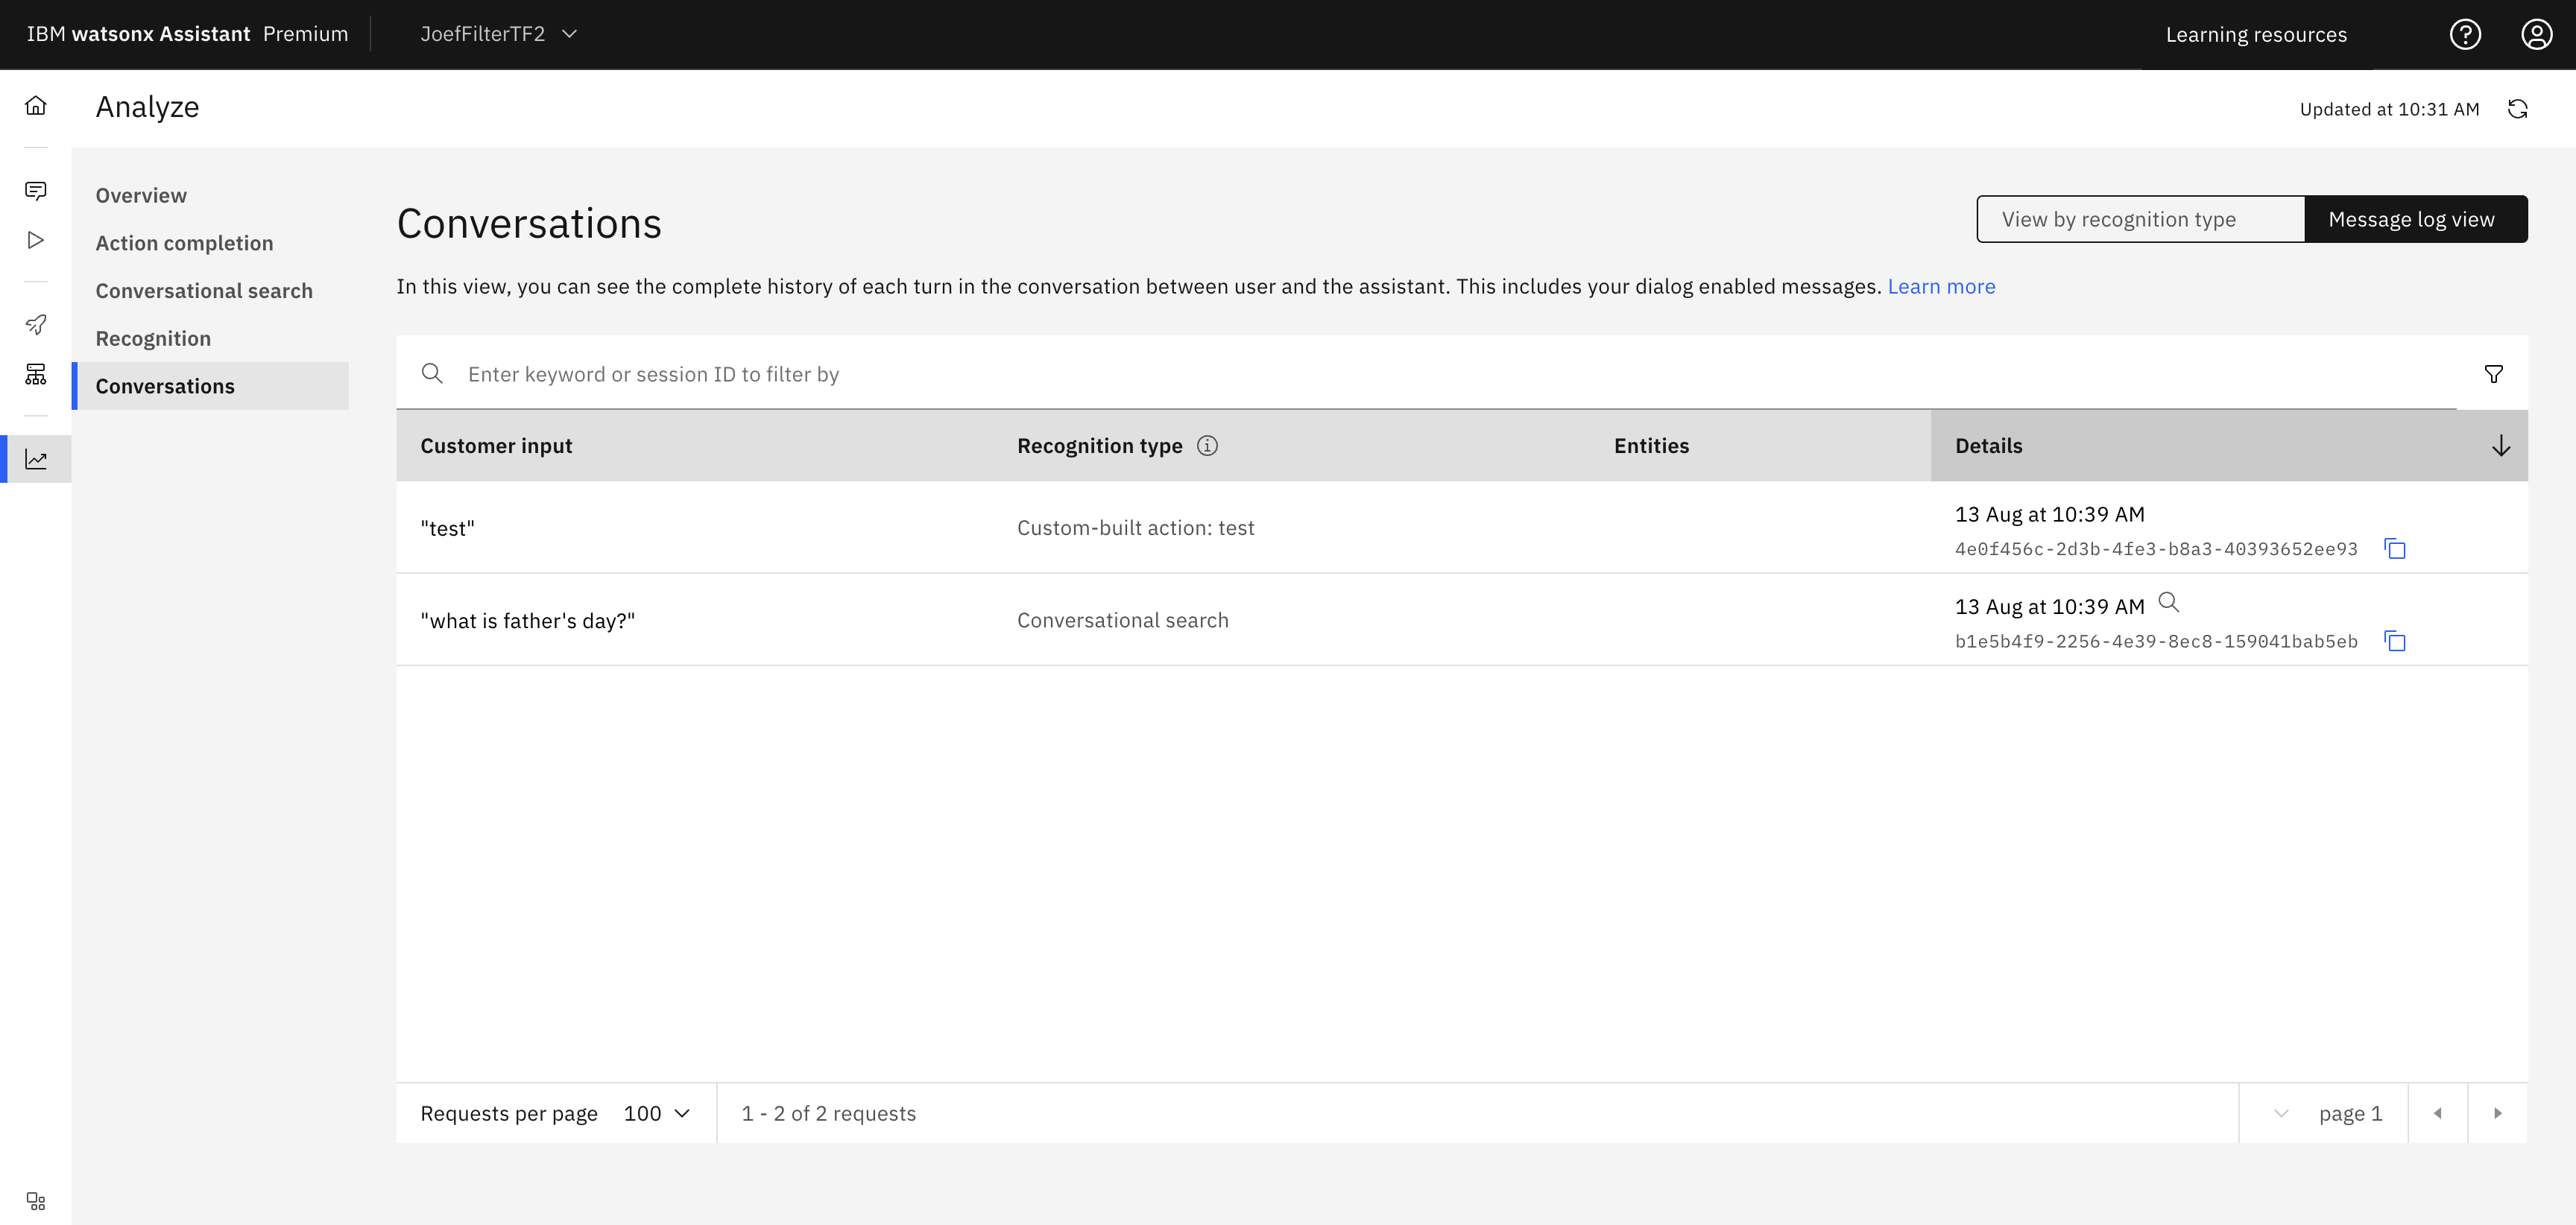 IBM watsonx Assistant Premium
JoefFilterTF2
Learning resources
Analyze
Updated at 10:31 AM
Overview
Action completion
Conversational search
Recognition
Conversations
Conversations
View by recognition type
Message log view
In this view, you can see the complete history of each turn in the conversation between user and the assistant. This includes your dialog enabled messages. Learn more
Enter keyword or session ID to filter by
Customer input
Recognition type
Entities
Details
"test"
Custom-built action: test
13 Aug at 10:39 AM
4e0f456c-2d3b-4fe3-b8a3-40393652ee93
"what is father's day?"
Conversational search
13 Aug at 10:39 AM
b1e5b4f9-2256-4e39-8ec8-159041bab5eb
Requests per page 100
1 - 2 of 2 requests
page 1